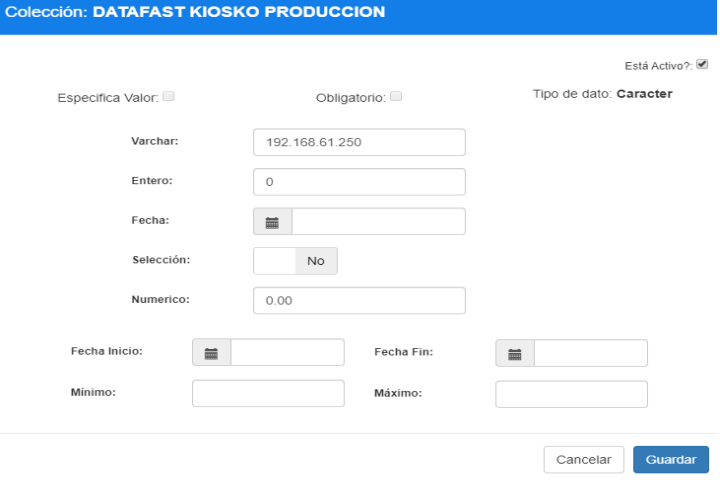 Colección: DATAFAST KIOSKO PRODUCCION
Está Activo?:
Especifica Valor: Obligatorio: Tipo de dato: Caracter
Varchar: 192.168.61.250
Entero: 0
Fecha:
Selección: No
Numerico: 0.00
Fecha Inicio: Fecha Fin:
Mínimo: Máximo:
Cancelar Guardar